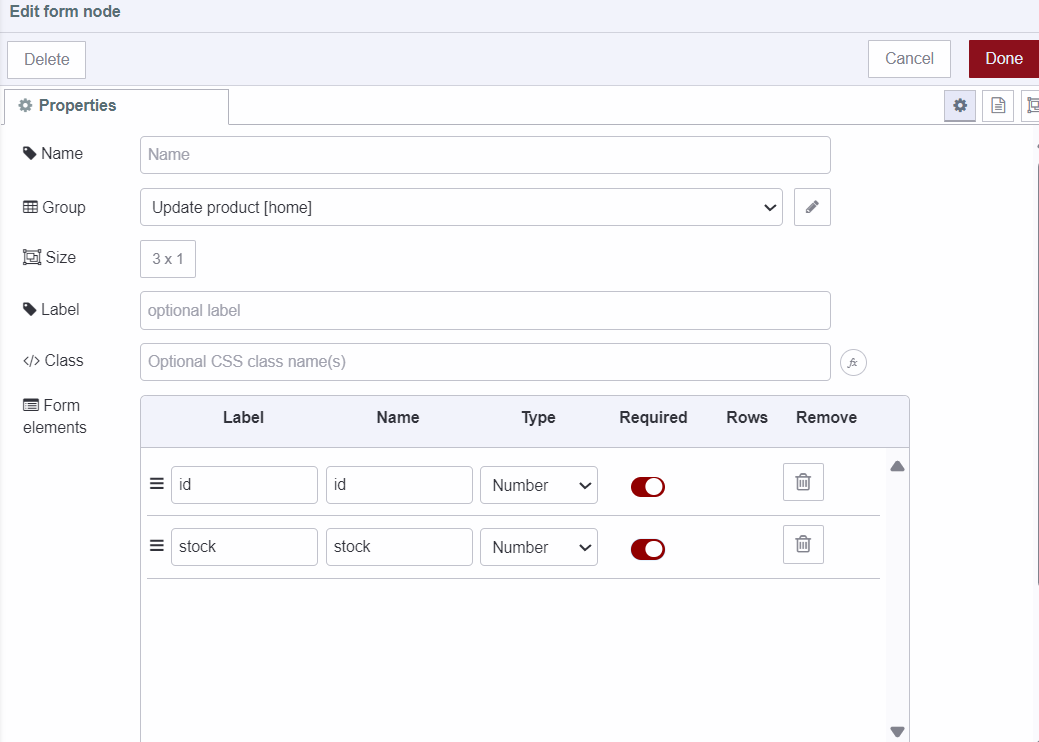 Edit form node
Delete
Cancel
Done
Properties
Name
Name
Group
Update product [home]
Size
3 x 1
Label
optional label
</> Class
Optional CSS class name(s)
fx
Form elements
Label Name Type Required Rows Remove
id id Number
stock stock Number